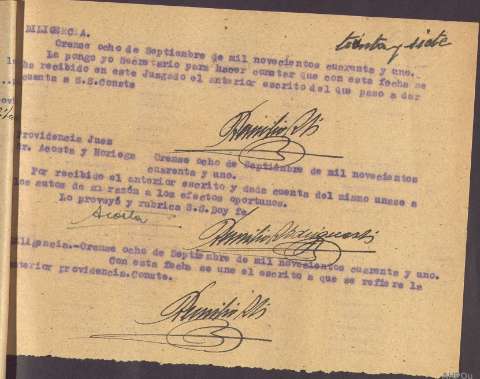 DILIGENCIA.
treinta y siete
Orense ocho de Septiembre de mil novecientos cuarenta y uno.
La pongo yo Secretario para hacer constar que con esta fecha se
he recibido en este Juzgado el anterior escrito del que paso a dar
cuenta a S.S.Conste
Providencia Juez
Sr. Acosta y Noriega Orense ocho de Septiembre de mil novecientos
cuarenta y uno.
Por recibido el anterior escrito y dada cuenta del mismo unase a
los autos de su razón a los efectos oportunos.
Lo proveyó y rubrica S.S.Doy fe
Acosta
Diligencia.-Orense ocho de Septiembre de mil novecientos cuarenta y uno.
Con esta fecha se une el escrito a que se refiere la
anterior providencia.Conste.